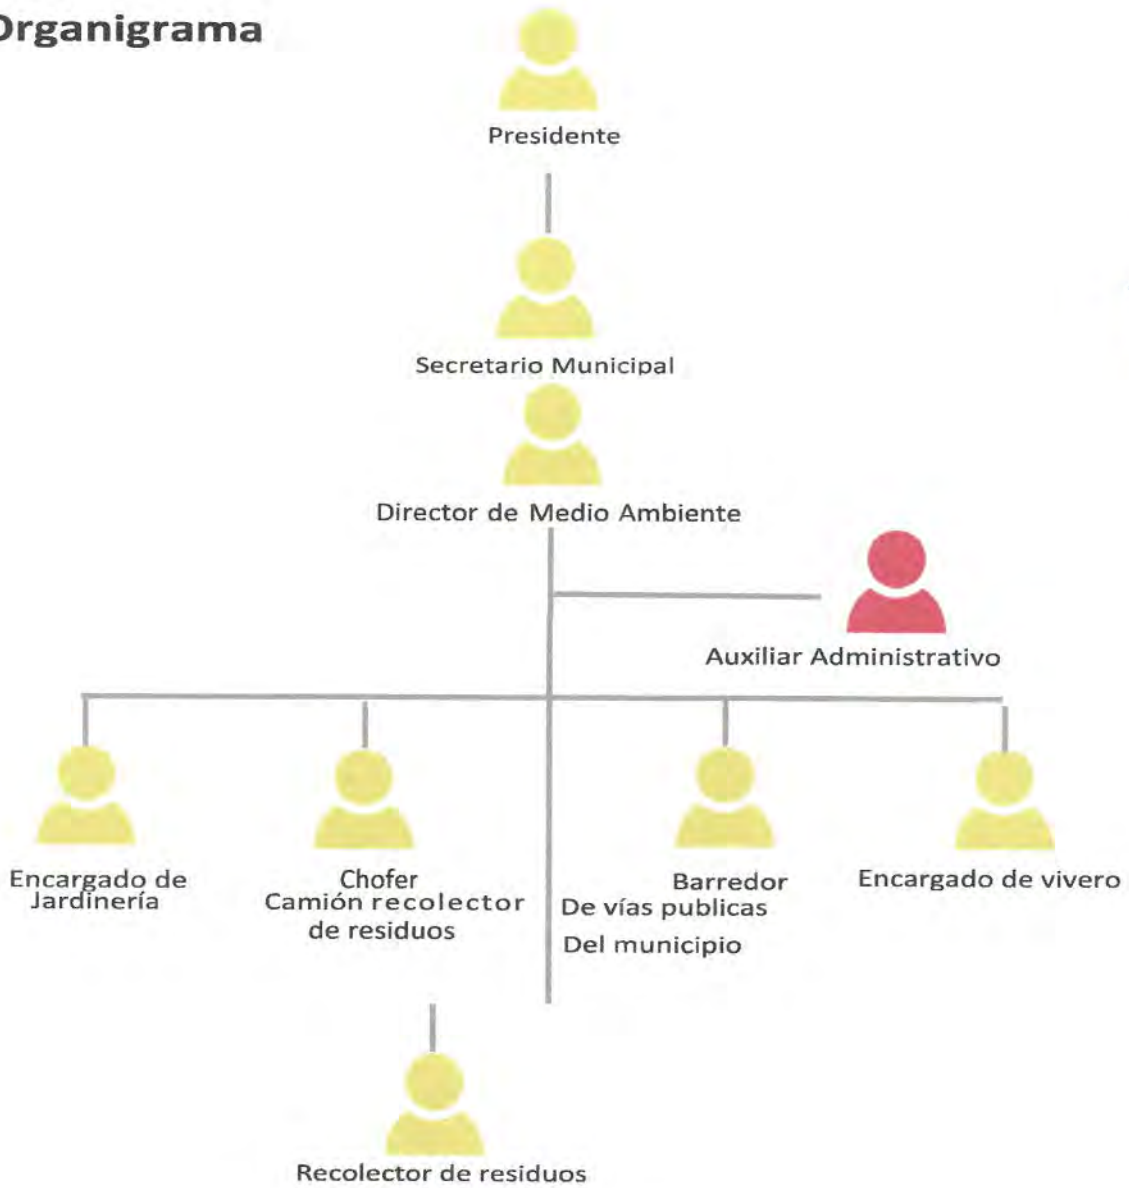 Organigrama
Presidente
Secretario Municipal
Director de Medio Ambiente
Auxiliar Administrativo
Encargado de
Jardinería
Chofer
Camión recolector
de residuos
Barredor
De vías publicas
Del municipio
Encargado de vivero
Recolector de residuos